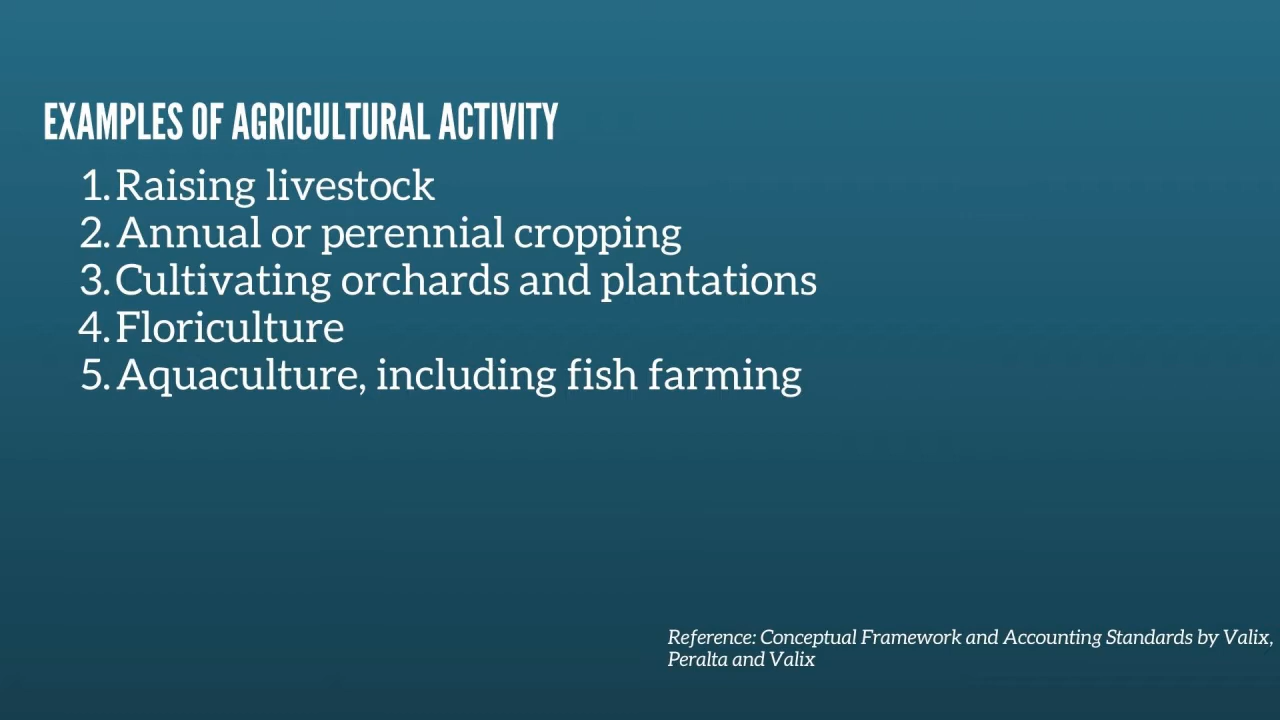 EXAMPLES OF AGRICULTURAL ACTIVITY
1. Raising livestock
2. Annual or perennial cropping
3. Cultivating orchards and plantations
4. Floriculture
5. Aquaculture, including fish farming
Reference: Conceptual Framework and Accounting Standards by Valix,
Peralta and Valix